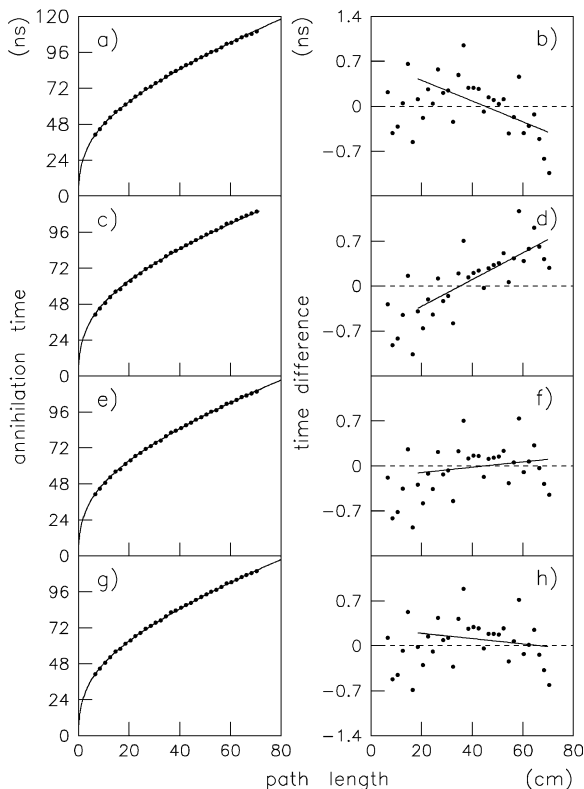 (ns)
annihilation time
120
96
72
48
24
0
a)
96
72
48
24
0
c)
96
72
48
24
0
e)
96
72
48
24
0
g)
0 20 40 60 80
(ns)
time difference
1.4
0.7
0
−0.7
b)
0.7
0
−0.7
d)
0.7
0
−0.7
f)
0.7
0
−0.7
−1.4
h)
0 20 40 60 80
path length (cm)